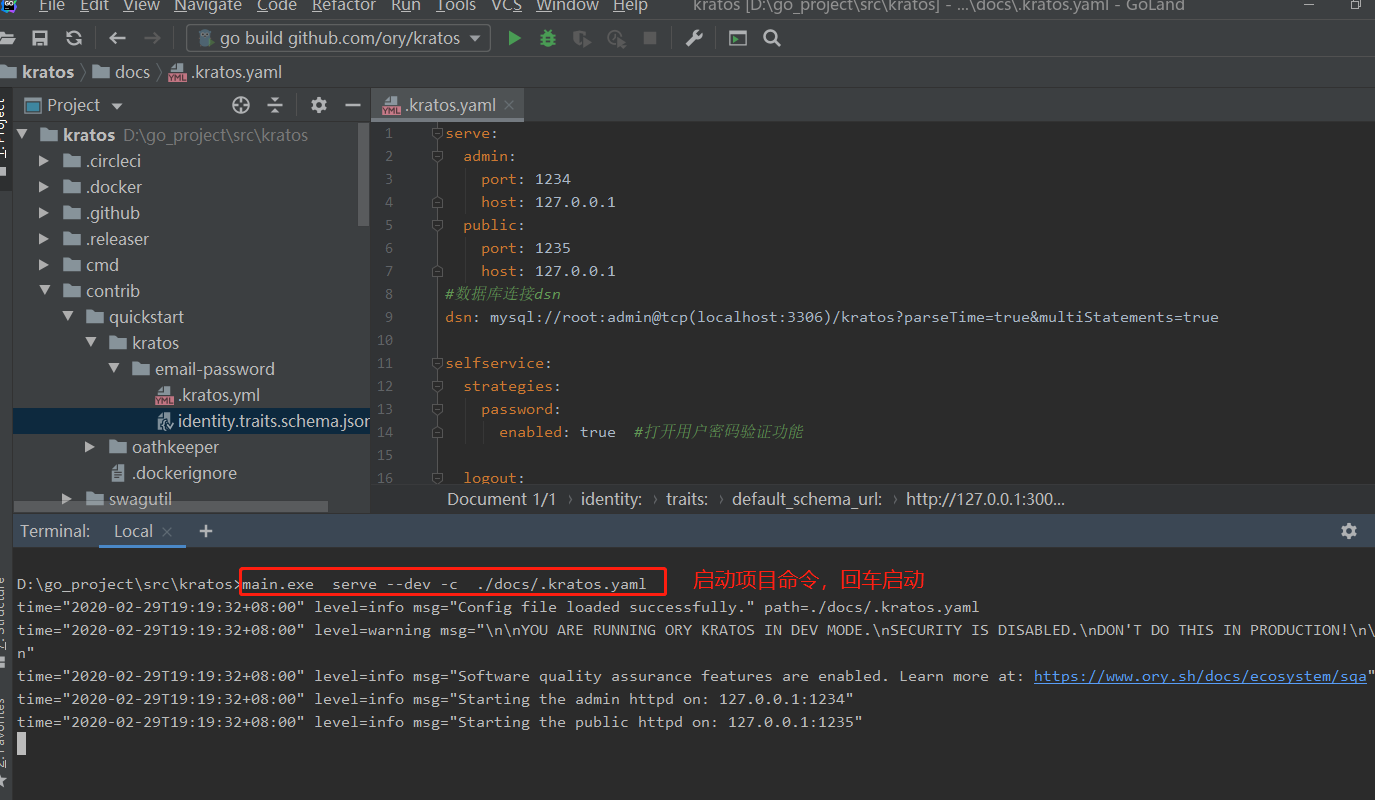 File Edit View Navigate Code Refactor Run Tools VCS Window Help kratos [D:\go_project\src\kratos] - ...\docs\.kratos.yaml - GoLand
go build github.com/ory/kratos
kratos docs .kratos.yaml
Project
.kratos.yaml
kratos D:\go_project\src\kratos
.circleci
.docker
.github
.releaser
cmd
contrib
quickstart
kratos
email-password
.kratos.yml
identity.traits.schema.json
oathkeeper
.dockerignore
swagutil
1 serve:
2 admin:
3 port: 1234
4 host: 127.0.0.1
5 public:
6 port: 1235
7 host: 127.0.0.1
8 #数据库连接dsn
9 dsn: mysql://root:admin@tcp(localhost:3306)/kratos?parseTime=true&multiStatements=true
10
11 selfservice:
12 strategies:
13 password:
14 enabled: true #打开用户密码验证功能
15
16 logout:
Document 1/1 › identity: › traits: › default_schema_url: › http://127.0.0.1:300...
Terminal: Local
D:\go_project\src\kratos>main.exe  serve --dev -c  ./docs/.kratos.yaml 启动项目命令，回车启动
time="2020-02-29T19:19:32+08:00" level=info msg="Config file loaded successfully." path=./docs/.kratos.yaml
time="2020-02-29T19:19:32+08:00" level=warning msg="\n\nYOU ARE RUNNING ORY KRATOS IN DEV MODE.\nSECURITY IS DISABLED.\nDON'T DO THIS IN PRODUCTION!\n\
n"
time="2020-02-29T19:19:32+08:00" level=info msg="Software quality assurance features are enabled. Learn more at: https://www.ory.sh/docs/ecosystem/sqa"
time="2020-02-29T19:19:32+08:00" level=info msg="Starting the admin httpd on: 127.0.0.1:1234"
time="2020-02-29T19:19:32+08:00" level=info msg="Starting the public httpd on: 127.0.0.1:1235"
1: Project
7: Structure
2: Favorites